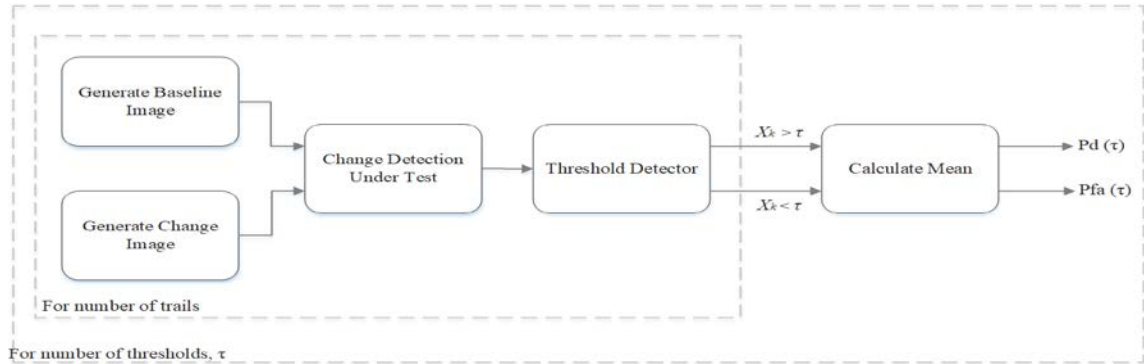 Generate Baseline
Image
Generate Change
Image
Change Detection
Under Test
Threshold Detector
Xk > τ
Xk < τ
Calculate Mean
Pd (τ)
Pfa (τ)
For number of trails
For number of thresholds, τ